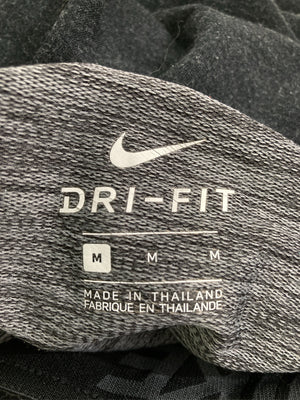 DRI-FIT
M M M
MADE IN THAILAND
FABRIQUE EN THAILANDE